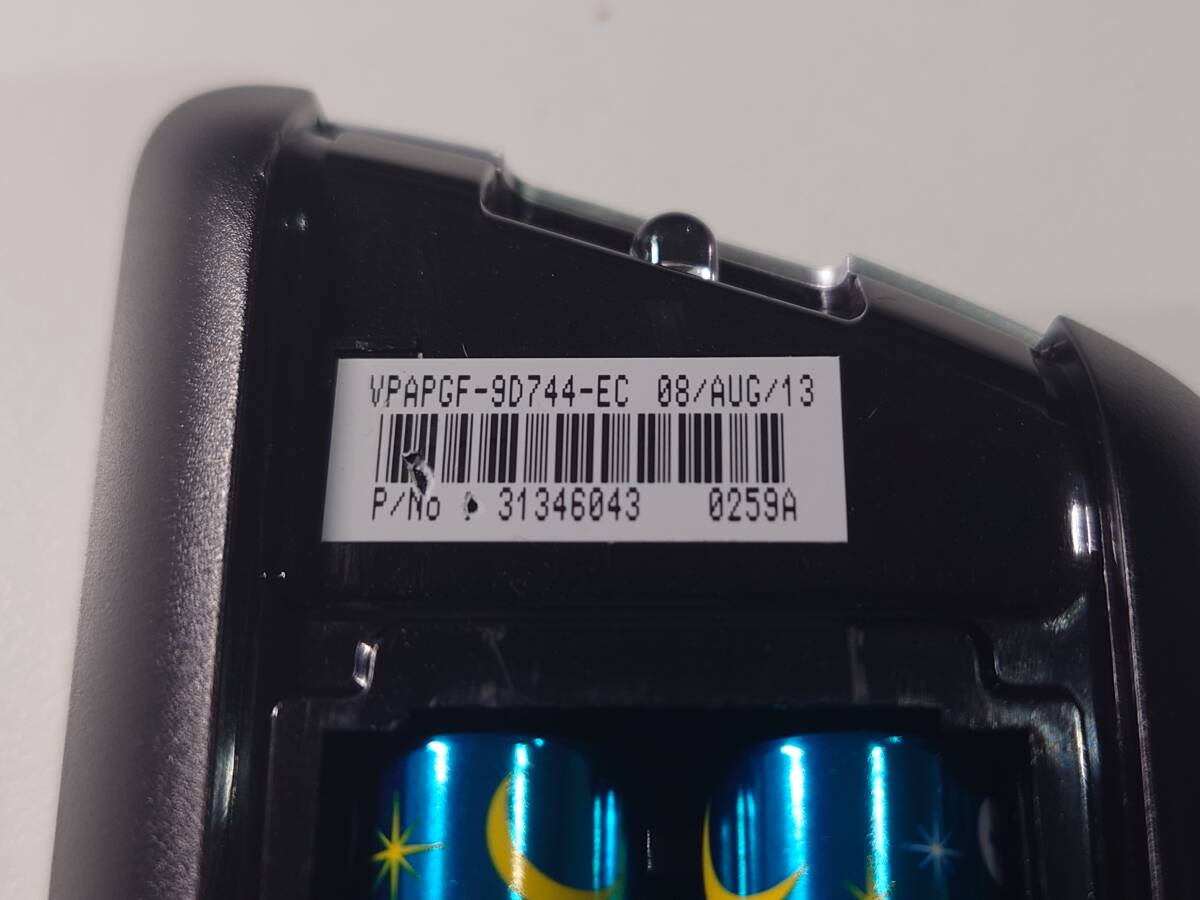 VPAPGF-9D744-EC 08/AUG/13
P/No : 31346043 0259A